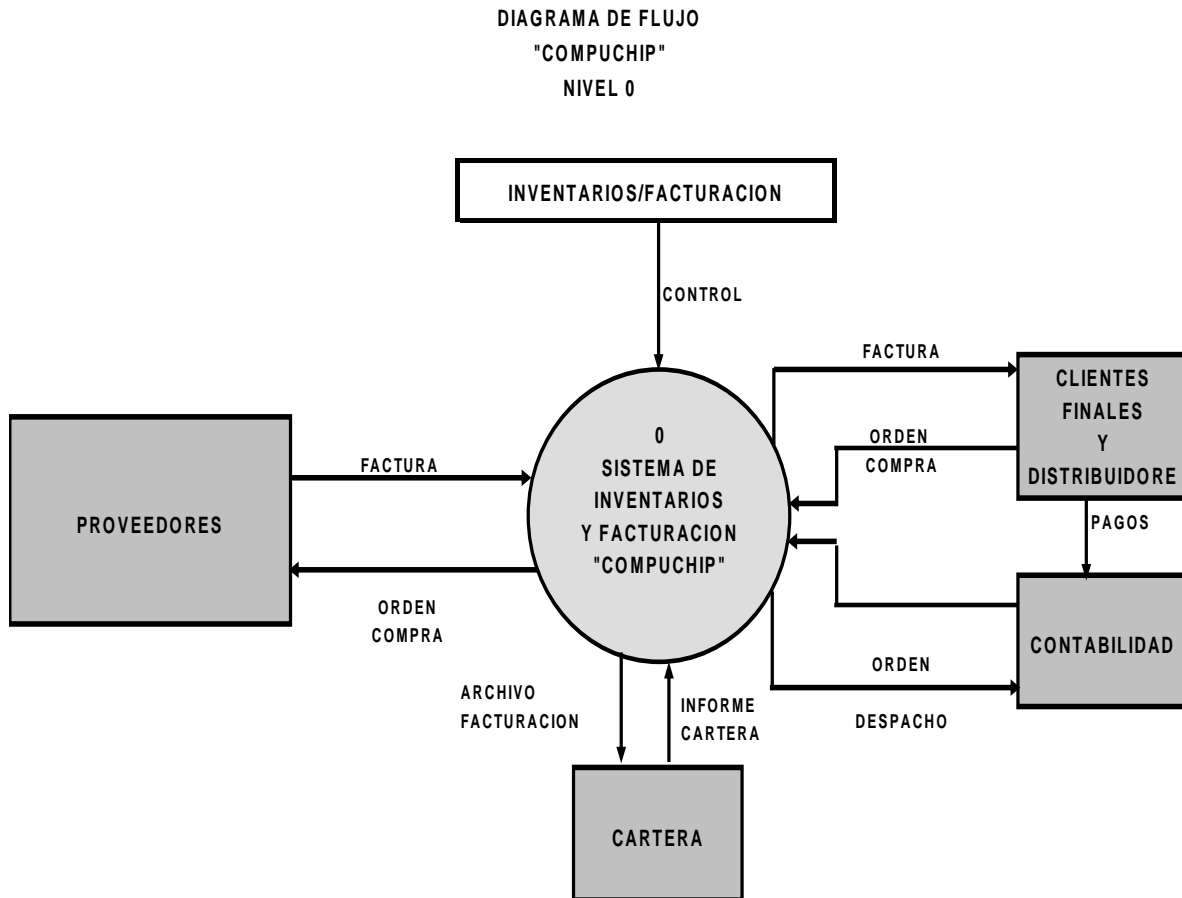 DIAGRAMA DE FLUJO
"COMPUCHIP"
NIVEL 0
INVENTARIOS/FACTURACION
CONTROL
FACTURA
CLIENTES
FINALES
Y
DISTRIBUIDORE
ORDEN
COMPRA
0
SISTEMA DE
INVENTARIOS
Y FACTURACION
"COMPUCHIP"
FACTURA
PROVEEDORES
PAGOS
ORDEN
COMPRA
CONTABILIDAD
ORDEN
DESPACHO
ARCHIVO
FACTURACION
INFORME
CARTERA
CARTERA